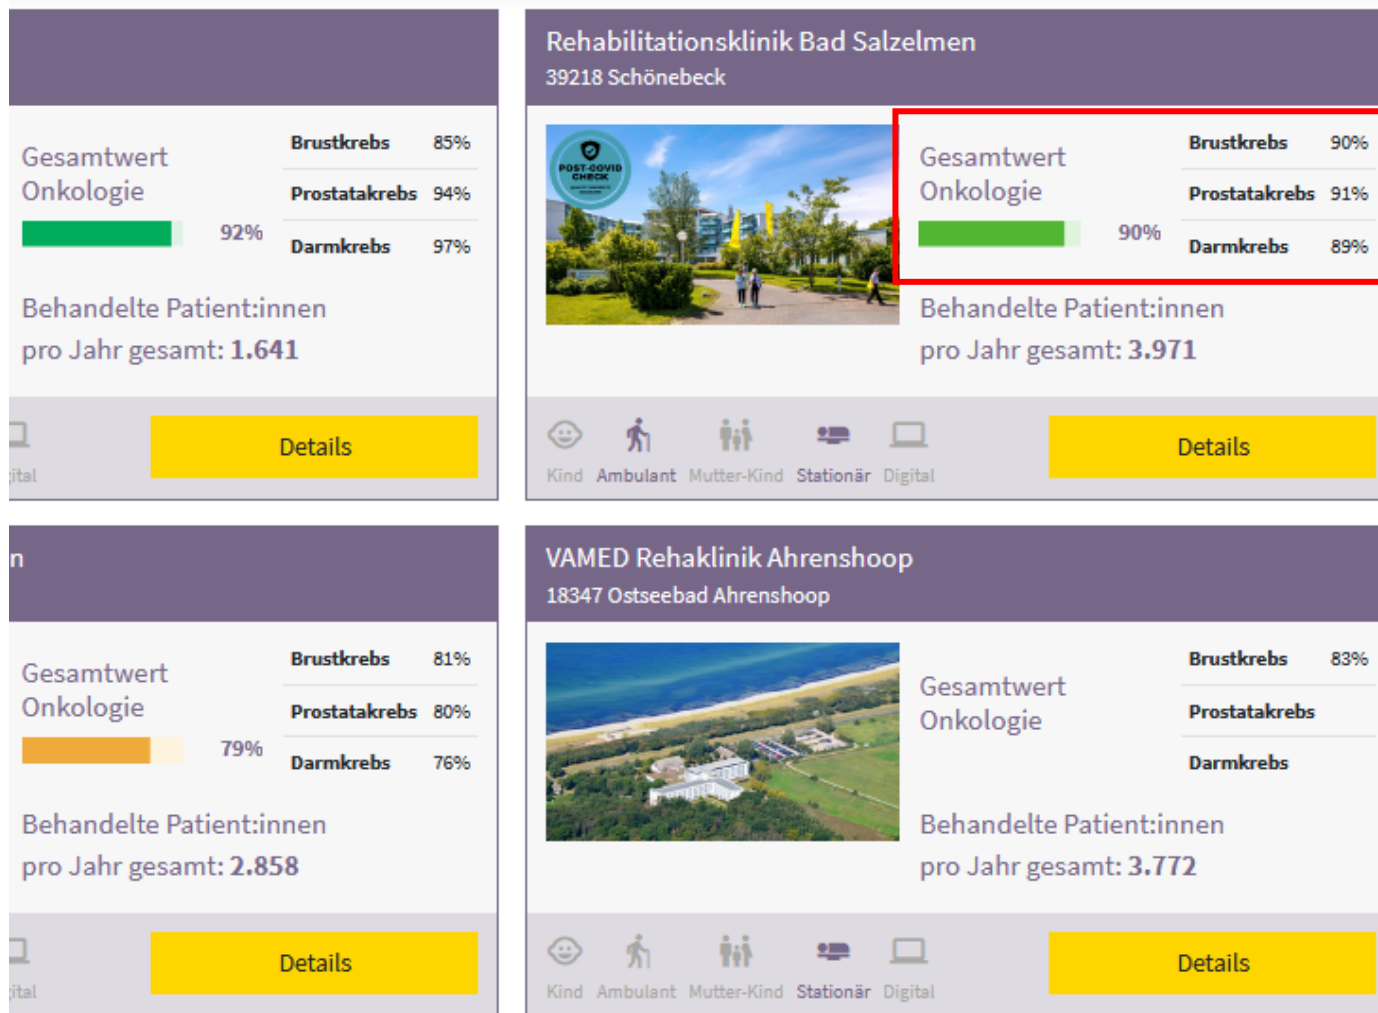 Gesamtwert
Onkologie
92%
Brustkrebs 85%
Prostatakrebs 94%
Darmkrebs 97%
Behandelte Patient:innen
pro Jahr gesamt: 1.641
Details
Rehabilitationsklinik Bad Salzelmen
39218 Schönebeck
POST-COVID
CHECK
Gesamtwert
Onkologie
90%
Brustkrebs 90%
Prostatakrebs 91%
Darmkrebs 89%
Behandelte Patient:innen
pro Jahr gesamt: 3.971
Kind Ambulant Mutter-Kind Stationär Digital
Details
n
Gesamtwert
Onkologie
79%
Brustkrebs 81%
Prostatakrebs 80%
Darmkrebs 76%
Behandelte Patient:innen
pro Jahr gesamt: 2.858
Details
VAMED Rehaklinik Ahrenshoop
18347 Ostseebad Ahrenshoop
Gesamtwert
Onkologie
Brustkrebs 83%
Prostatakrebs
Darmkrebs
Behandelte Patient:innen
pro Jahr gesamt: 3.772
Kind Ambulant Mutter-Kind Stationär Digital
Details